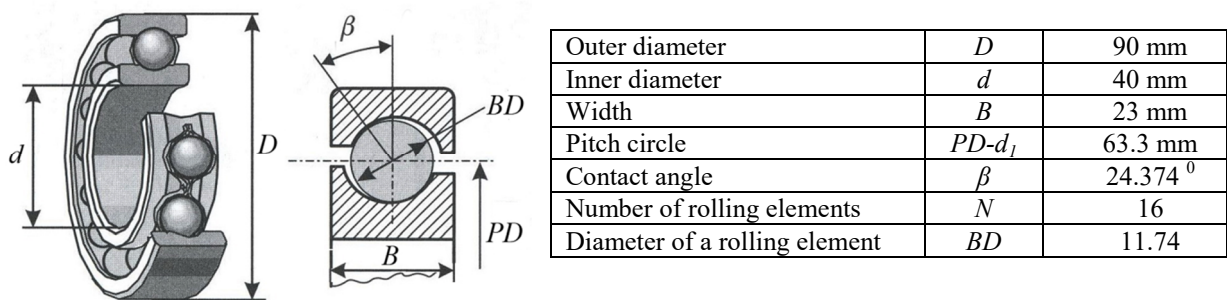 β
BD
d
D
PD
B
Outer diameter D 90 mm
Inner diameter d 40 mm
Width B 23 mm
Pitch circle PD-d₁ 63.3 mm
Contact angle β 24.374 ⁰
Number of rolling elements N 16
Diameter of a rolling element BD 11.74